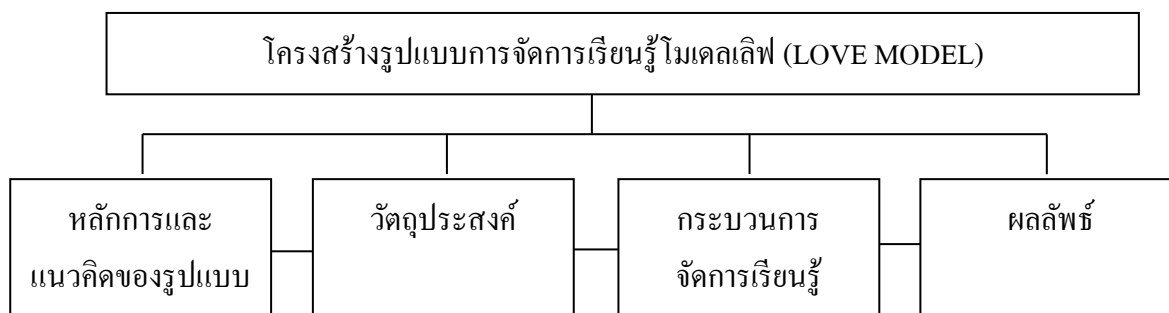 โครงสร้างรูปแบบการจัดการเรียนรู้โมเดลเลิฟ (LOVE MODEL)
หลักการและ
แนวคิดของรูปแบบ
วัตถุประสงค์
กระบวนการ
จัดการเรียนรู้
ผลลัพธ์